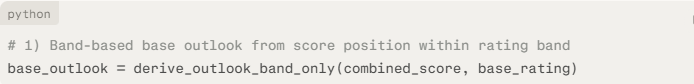 python
# 1) Band-based base outlook from score position within rating band
base_outlook = derive_outlook_band_only(combined_score, base_rating)